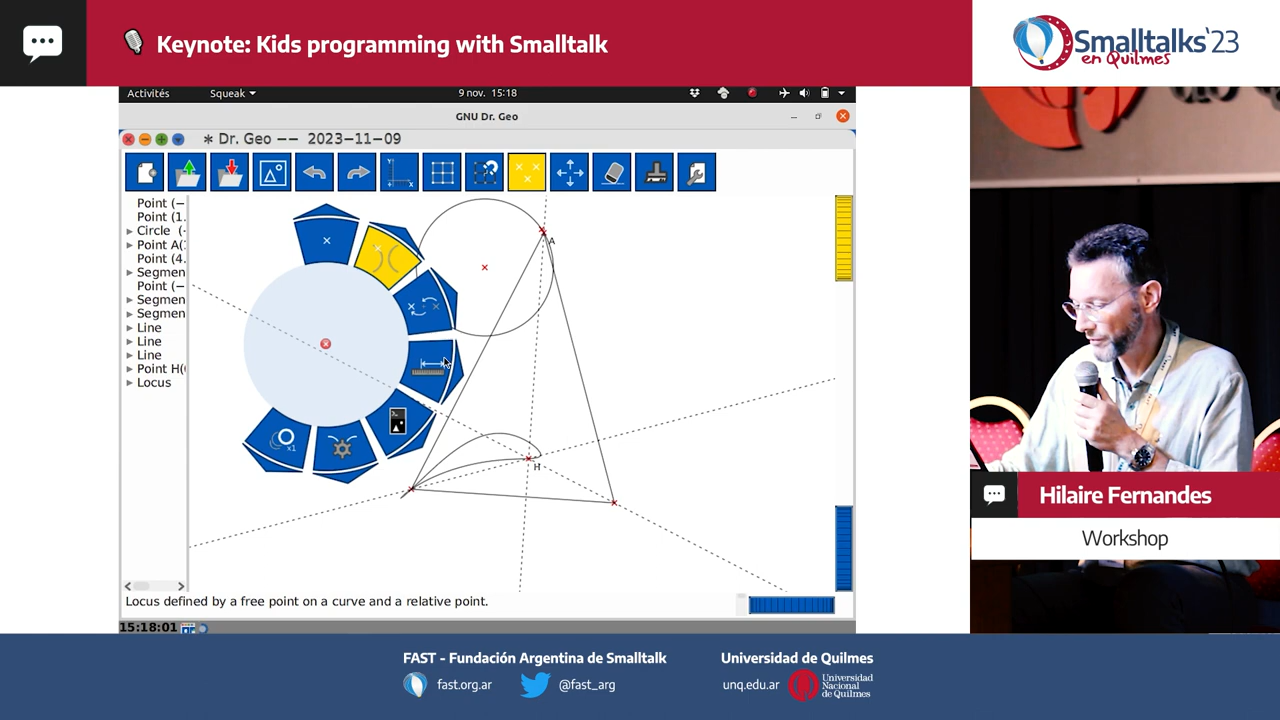 Keynote: Kids programming with Smalltalk
Smalltalks'23
en Quilmes
Activités
Squeak
9 nov. 15:18
GNU Dr. Geo
* Dr. Geo -- 2023-11-09
Point (−
Point (1.
Circle (-
Point A(
Point (4.
Segmen
Point (−
Segmen
Segmen
Line
Line
Line
Point H(
Locus
A
H
x1
Locus defined by a free point on a curve and a relative point.
15:18:01
Hilaire Fernandes
Workshop
FAST - Fundación Argentina de Smalltalk
fast.org.ar
@fast_arg
Universidad de Quilmes
unq.edu.ar
Universidad
Nacional
de Quilmes